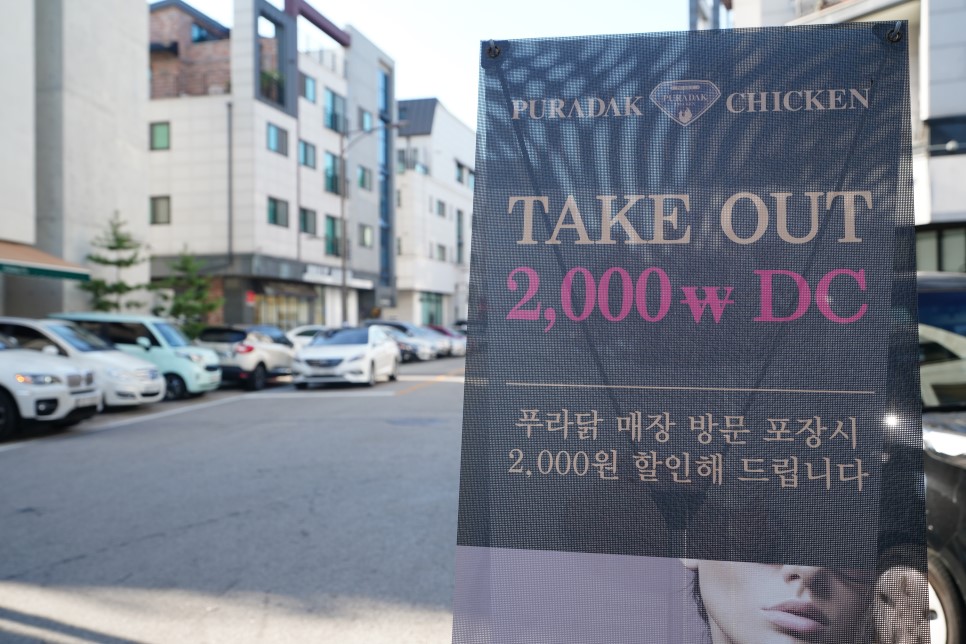 PURADAK PURADAK CHICKEN
TAKE OUT
2,000₩ DC
푸라닭 매장 방문 포장시
2,000원 할인해 드립니다